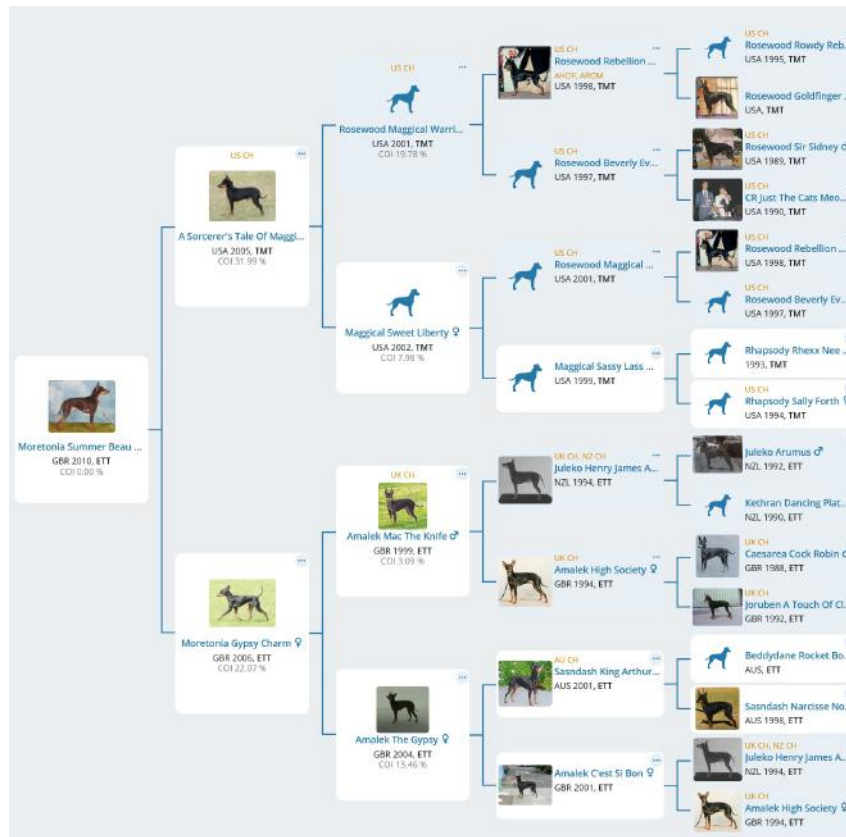 Moretonia Summer Beau ...
GBR 2010, ETT
COI 0.00 %
US CH
A Sorcerer's Tale Of Maggi...
USA 2005, TMT
COI 31.99 %
Moretonia Gypsy Charm ♀
GBR 2006, ETT
COI 22.07 %
US CH
Rosewood Maggical Warri...
USA 2001, TMT
COI 19.78 %
Maggical Sweet Liberty ♀
USA 2002, TMT
COI 7.98 %
UK CH
Amalek Mac The Knife ♂
GBR 1999, ETT
COI 3.09 %
Amalek The Gypsy ♀
GBR 2004, ETT
COI 13.46 %
US CH
Rosewood Rebellion ...
AHOF, AROM
USA 1998, TMT
US CH
Rosewood Beverly Ev...
USA 1997, TMT
US CH
Rosewood Maggical ...
USA 2001, TMT
Maggical Sassy Lass ...
USA 1999, TMT
UK CH, NZ CH
Juleko Henry James A...
NZL 1994, ETT
UK CH
Amalek High Society ♀
GBR 1994, ETT
AU CH
Sasndash King Arthur...
AUS 2001, ETT
Amalek C'est Si Bon ♀
GBR 2001, ETT
US CH
Rosewood Rowdy Reb...
USA 1995, TMT
Rosewood Goldfinger ...
USA, TMT
US CH
Rosewood Sir Sidney ♂
USA 1989, TMT
US CH
CR Just The Cats Meo...
USA 1990, TMT
US CH
Rosewood Rebellion ...
USA 1998, TMT
US CH
Rosewood Beverly Ev...
USA 1997, TMT
Rhapsody Rhexx Nee ...
1993, TMT
US CH
Rhapsody Sally Forth ♀
USA 1994, TMT
Juleko Arumus ♂
NZL 1992, ETT
Kethran Dancing Plat...
NZL 1990, ETT
UK CH
Caesarea Cock Robin ♂
GBR 1988, ETT
UK CH
Joruben A Touch Of Cl...
GBR 1992, ETT
Beddydane Rocket Bo...
AUS, ETT
Sasndash Narcisse No...
AUS 1998, ETT
UK CH, NZ CH
Juleko Henry James A...
NZL 1994, ETT
UK CH
Amalek High Society ♀
GBR 1994, ETT